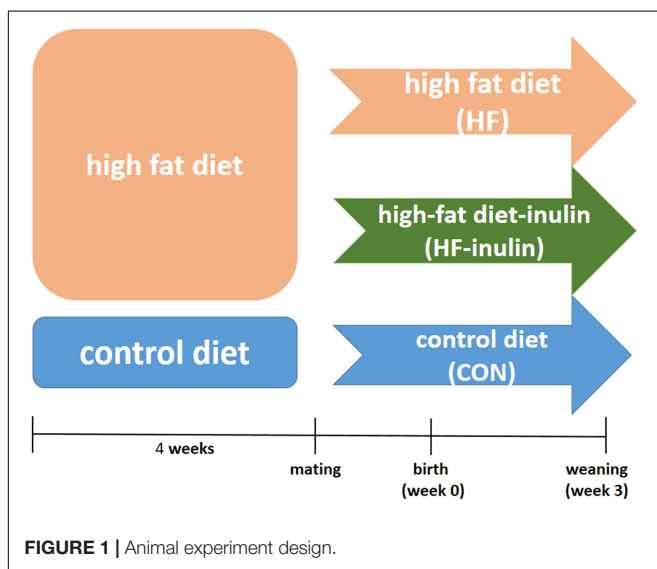 high fat diet
high fat diet
(HF)
high-fat diet-inulin
(HF-inulin)
control diet
control diet
(CON)
4 weeks
mating
birth
(week 0)
weaning
(week 3)
FIGURE 1 | Animal experiment design.